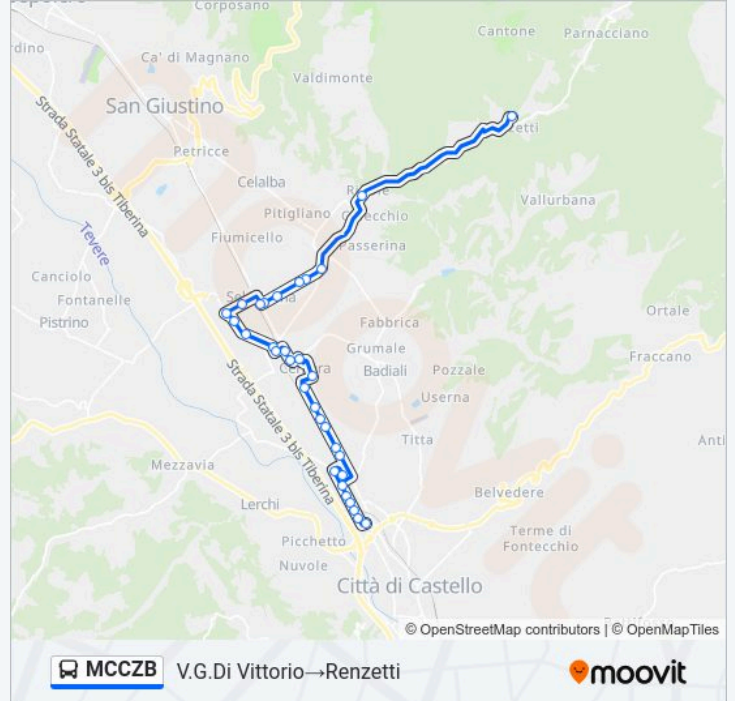 Corposano
Cantone
Parnacciano
Ca' di Magnano
Valdimonte
San Giustino
Strada Statale 3 bis Tiberina
Petricce
Celalba
Vallurbana
Pitigliano
Fiumicello
Passerina
Tevere
Canciolo
Fontanelle
Pistrino
Fabbrica
Ortale
Grumale
Fraccano
Badiali
Pozzale
Userna
Strada Statale 3 bis Tiberina
Titta
Mezzavia
Belvedere
Lerchi
Terme di
Fontecchio
Picchetto
Nuvole
Città di Castello
© OpenStreetMap contributors | © OpenMapTiles
MCCZB V.G.Di Vittorio→Renzetti
moovit